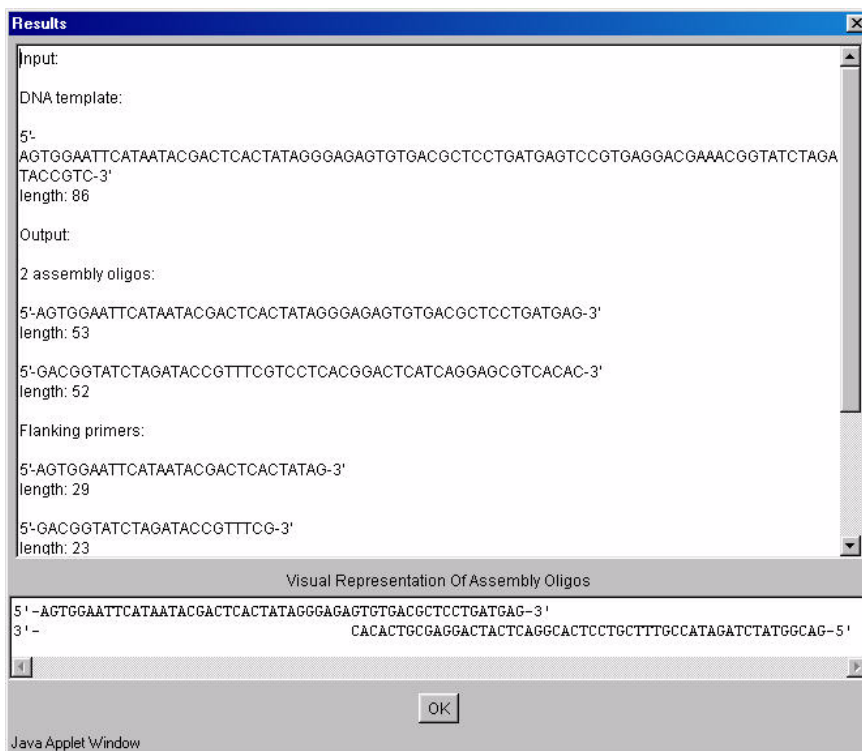 Results
Input:
DNA template:
5'-
AGTGGAATTCATAATACGACTCACTATAGGGAGAGTGTGACGCTCCTGATGAGTCCGTGAGGACGAAACGGTATCTAGA
TACCGTC-3'
length: 86
Output:
2 assembly oligos:
5'-AGTGGAATTCATAATACGACTCACTATAGGGAGAGTGTGACGCTCCTGATGAG-3'
length: 53
5'-GACGGTATCTAGATACCGTTTCGTCCTCACGGACTCATCAGGAGCGTCACAC-3'
length: 52
Flanking primers:
5'-AGTGGAATTCATAATACGACTCACTATAG-3'
length: 29
5'-GACGGTATCTAGATACCGTTTCG-3'
length: 23
Visual Representation Of Assembly Oligos
5'-AGTGGAATTCATAATACGACTCACTATAGGGAGAGTGTGACGCTCCTGATGAG-3'
3'- CACACTGCGAGGACTACTCAGGCACTCCTGCTTTGCCATAGATCTATGGCAG-5'
OK
Java Applet Window